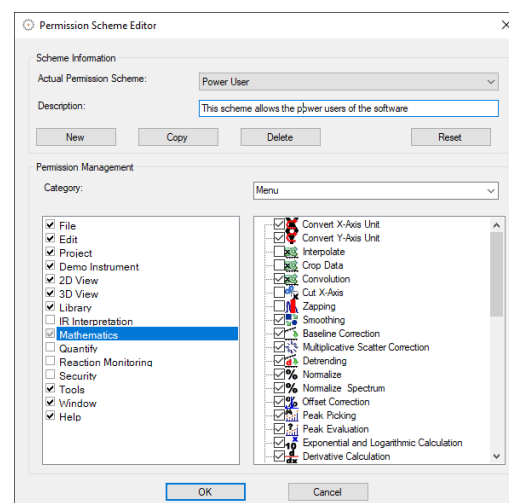 Permission Scheme Editor
Scheme Information
Actual Permission Scheme:
Power User
Description:
This scheme allows the power users of the software
New
Copy
Delete
Reset
Permission Management
Category:
Menu
File
Edit
Project
Demo Instrument
2D View
3D View
Library
IR Interpretation
Mathematics
Quantify
Reaction Monitoring
Security
Tools
Window
Help
Convert X-Axis Unit
Convert Y-Axis Unit
Interpolate
Crop Data
Convolution
Cut X-Axis
Zapping
Smoothing
Baseline Correction
Multiplicative Scatter Correction
Detrending
Normalize
Normalize Spectrum
Offset Correction
Peak Picking
Peak Evaluation
Exponential and Logarithmic Calculation
Derivative Calculation
OK
Cancel